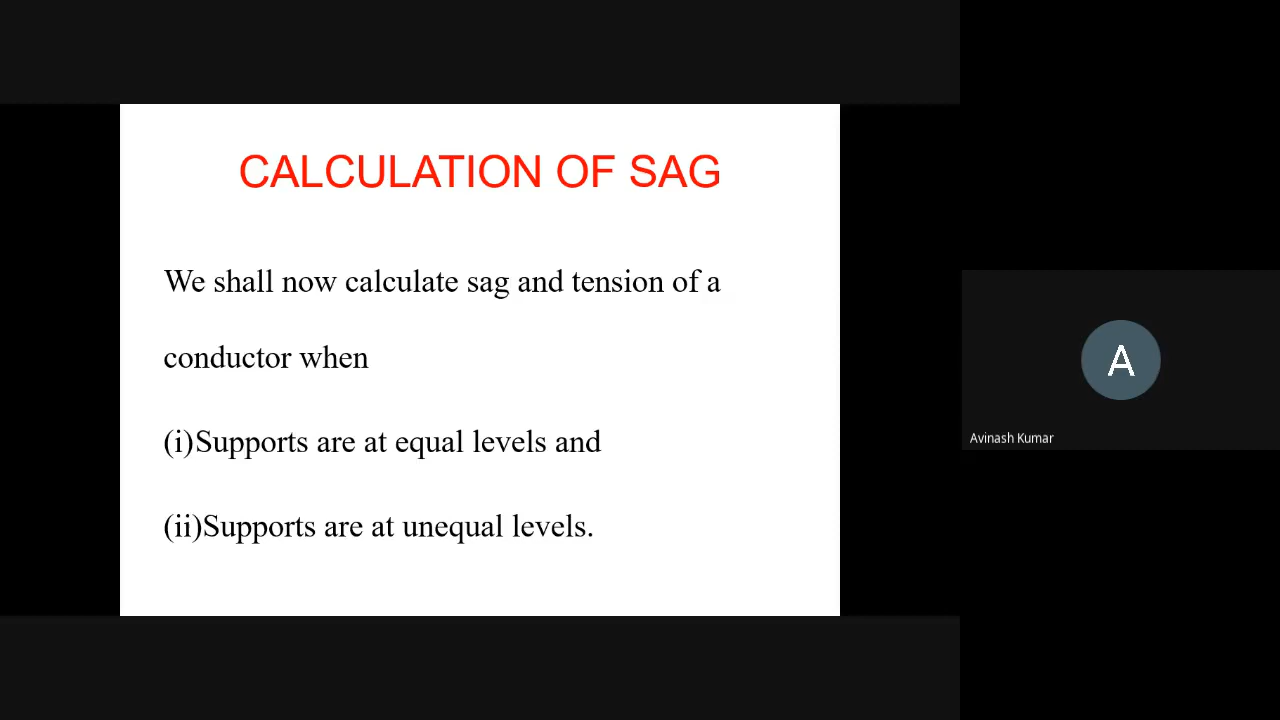 CALCULATION OF SAG
We shall now calculate sag and tension of a
conductor when
(i)Supports are at equal levels and
(ii)Supports are at unequal levels.
A
Avinash Kumar